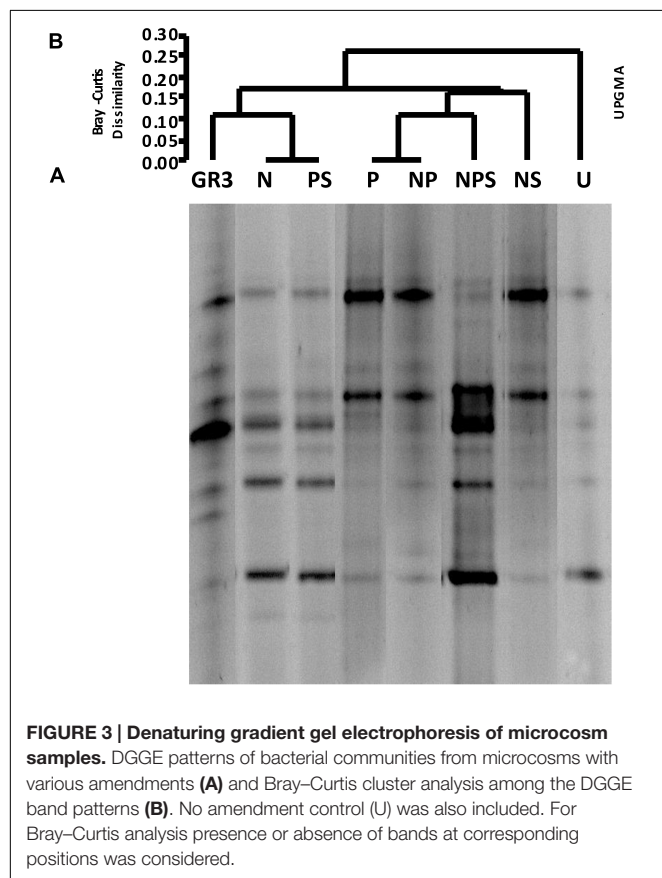 B
0.30
0.25
0.20
0.15
0.10
0.05
0.00
Bray -Curtis
Dissimilarity
UPGMA
A
GR3 N PS P NP NPS NS U
FIGURE 3 | Denaturing gradient gel electrophoresis of microcosm
samples. DGGE patterns of bacterial communities from microcosms with
various amendments (A) and Bray–Curtis cluster analysis among the DGGE
band patterns (B). No amendment control (U) was also included. For
Bray–Curtis analysis presence or absence of bands at corresponding
positions was considered.